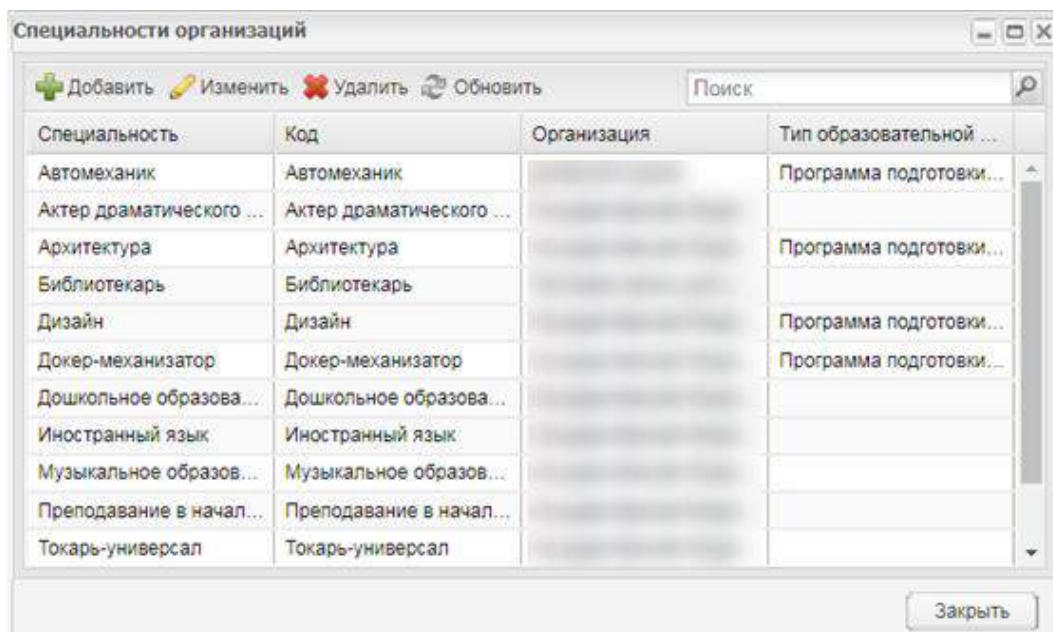 Специальности организаций
Добавить Изменить Удалить Обновить Поиск
Специальность Код Организация Тип образовательной ...
Автомеханик Автомеханик Программа подготовки...
Актер драматического ... Актер драматического ...
Архитектура Архитектура Программа подготовки...
Библиотекарь Библиотекарь
Дизайн Дизайн Программа подготовки...
Докер-механизатор Докер-механизатор Программа подготовки...
Дошкольное образова... Дошкольное образова...
Иностранный язык Иностранный язык
Музыкальное образов... Музыкальное образов...
Преподавание в начал... Преподавание в начал...
Токарь-универсал Токарь-универсал
Закрыть